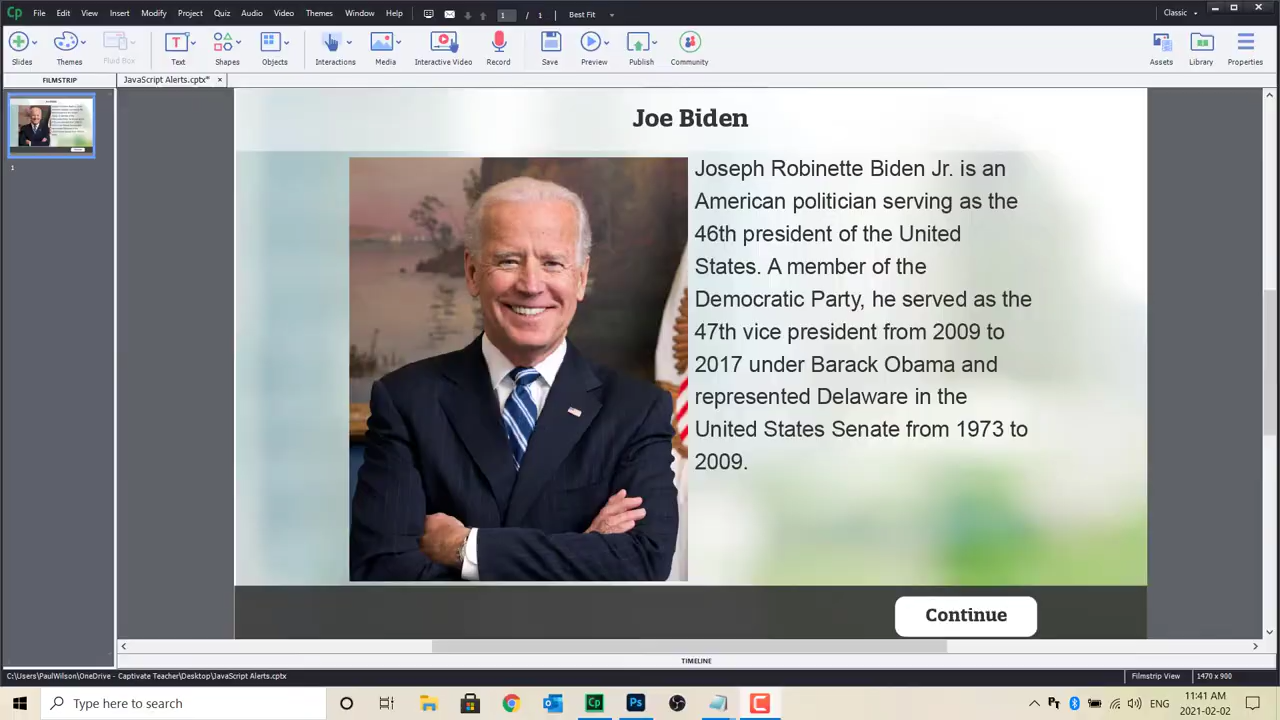 Cp File Edit View Insert Modify Project Quiz Audio Video Themes Window Help 1 / 1 Best Fit Classic
Slides Themes Fluid Box Text Shapes Objects Interactions Media Interactive Video Record Save Preview Publish Community Assets Library Properties
FILMSTRIP JavaScript Alerts.cptx* ×
1
Joe Biden
Joseph Robinette Biden Jr. is an
American politician serving as the
46th president of the United
States. A member of the
Democratic Party, he served as the
47th vice president from 2009 to
2017 under Barack Obama and
represented Delaware in the
United States Senate from 1973 to
2009.
Continue
TIMELINE
C:\Users\PaulWilson\OneDrive - Captivate Teacher\Desktop\JavaScript Alerts.cptx Filmstrip View 1470 x 900
Type here to search Cp Ps ENG 11:41 AM
2021-02-02